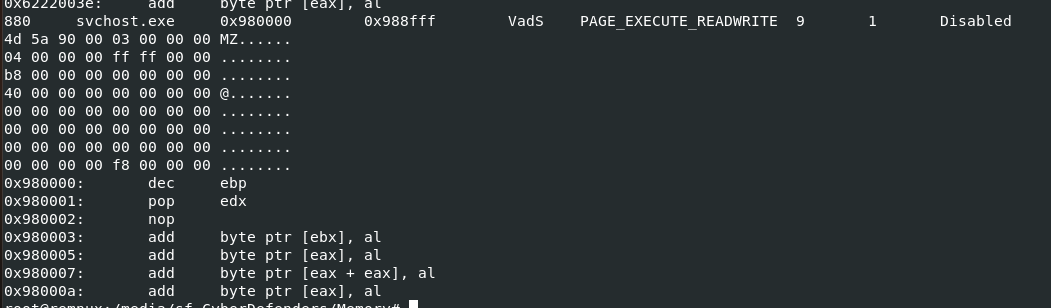 0x6222003e:	add	byte ptr [eax], al
880	svchost.exe	0x980000	0x988fff	VadS	PAGE_EXECUTE_READWRITE	9	1	Disabled
4d 5a 90 00 03 00 00 00 MZ......
04 00 00 00 ff ff 00 00 ........
b8 00 00 00 00 00 00 00 ........
40 00 00 00 00 00 00 00 @.......
00 00 00 00 00 00 00 00 ........
00 00 00 00 00 00 00 00 ........
00 00 00 00 00 00 00 00 ........
00 00 00 00 f8 00 00 00 ........
0x980000:	dec	ebp
0x980001:	pop	edx
0x980002:	nop
0x980003:	add	byte ptr [ebx], al
0x980005:	add	byte ptr [eax], al
0x980007:	add	byte ptr [eax + eax], al
0x98000a:	add	byte ptr [eax], al
root@remnux:/media/sf_CyberDefenders/Memory#